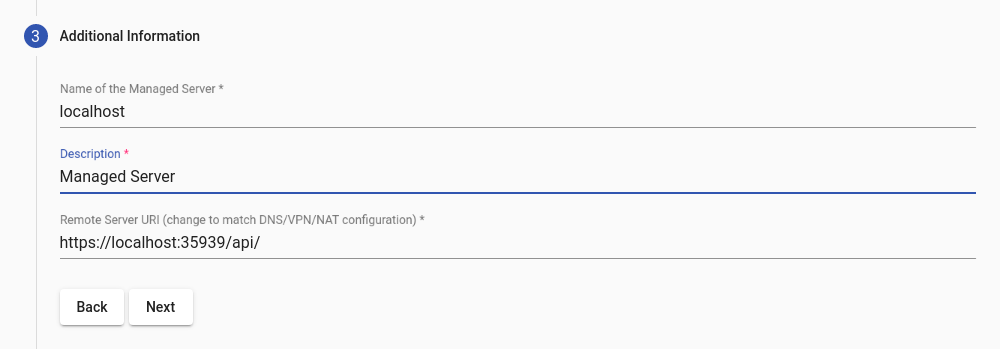 3 Additional Information
Name of the Managed Server *
localhost
Description *
Managed Server
Remote Server URI (change to match DNS/VPN/NAT configuration) *
https://localhost:35939/api/
Back Next